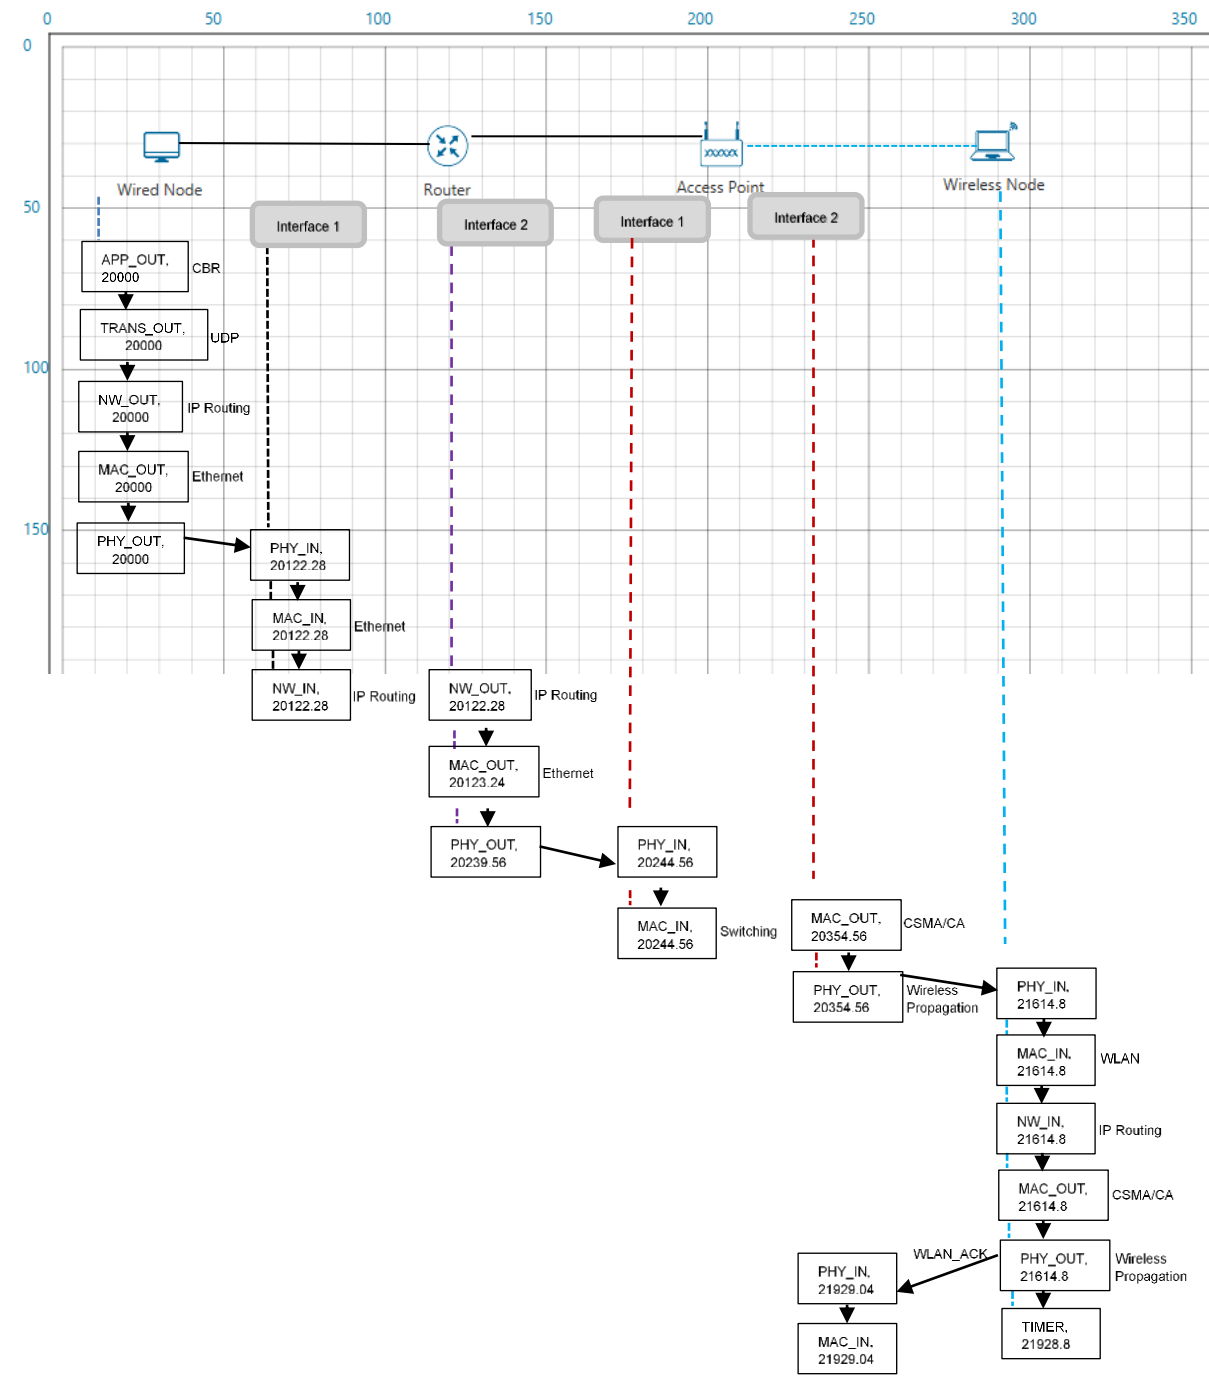 0 50 100 150 200 250 300 350
0
Wired Node
Router
Access Point
Wireless Node
50
Interface 1
Interface 2
Interface 1
Interface 2
APP_OUT,
20000
CBR
TRANS_OUT,
20000
UDP
100
NW_OUT,
20000
IP Routing
MAC_OUT,
20000
Ethernet
150
PHY_OUT,
20000
PHY_IN,
20122.28
MAC_IN,
20122.28
Ethernet
NW_IN,
20122.28
IP Routing
NW_OUT,
20122.28
IP Routing
MAC_OUT,
20123.24
Ethernet
PHY_OUT,
20239.56
PHY_IN,
20244.56
MAC_IN,
20244.56
Switching
MAC_OUT,
20354.56
CSMA/CA
PHY_OUT,
20354.56
Wireless
Propagation
PHY_IN,
21614.8
MAC_IN,
21614.8
WLAN
NW_IN,
21614.8
IP Routing
MAC_OUT,
21614.8
CSMA/CA
WLAN_ACK
PHY_OUT,
21614.8
Wireless
Propagation
PHY_IN,
21929.04
TIMER,
21928.8
MAC_IN,
21929.04